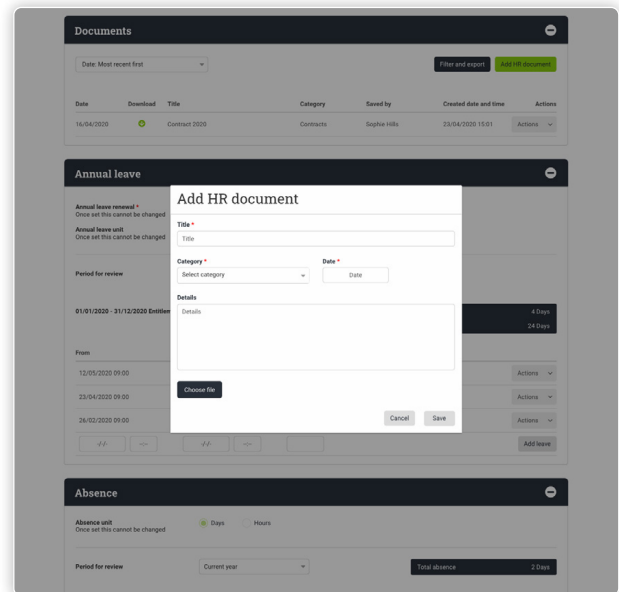 Documents
Date: Most recent first
Filter and export
Add HR document
Date Download Title Category Saved by Created date and time Actions
16/04/2020 Contract 2020 Contracts Sophie Hills 23/04/2020 15:01 Actions
Annual leave
Annual leave renewal *
Once set this cannot be changed
Annual leave unit
Once set this cannot be changed
Period for review
01/01/2020 - 31/12/2020 Entitlem
4 Days
24 Days
From
12/05/2020 09:00 Actions
23/04/2020 09:00 Actions
26/02/2020 09:00 Actions
-/-/- --:-- -/-/- --:-- Add leave
Add HR document
Title *
Title
Category * Date *
Select category Date
Details
Details
Choose file
Cancel Save
Absence
Absence unit
Once set this cannot be changed
Days Hours
Period for review Current year Total absence 2 Days